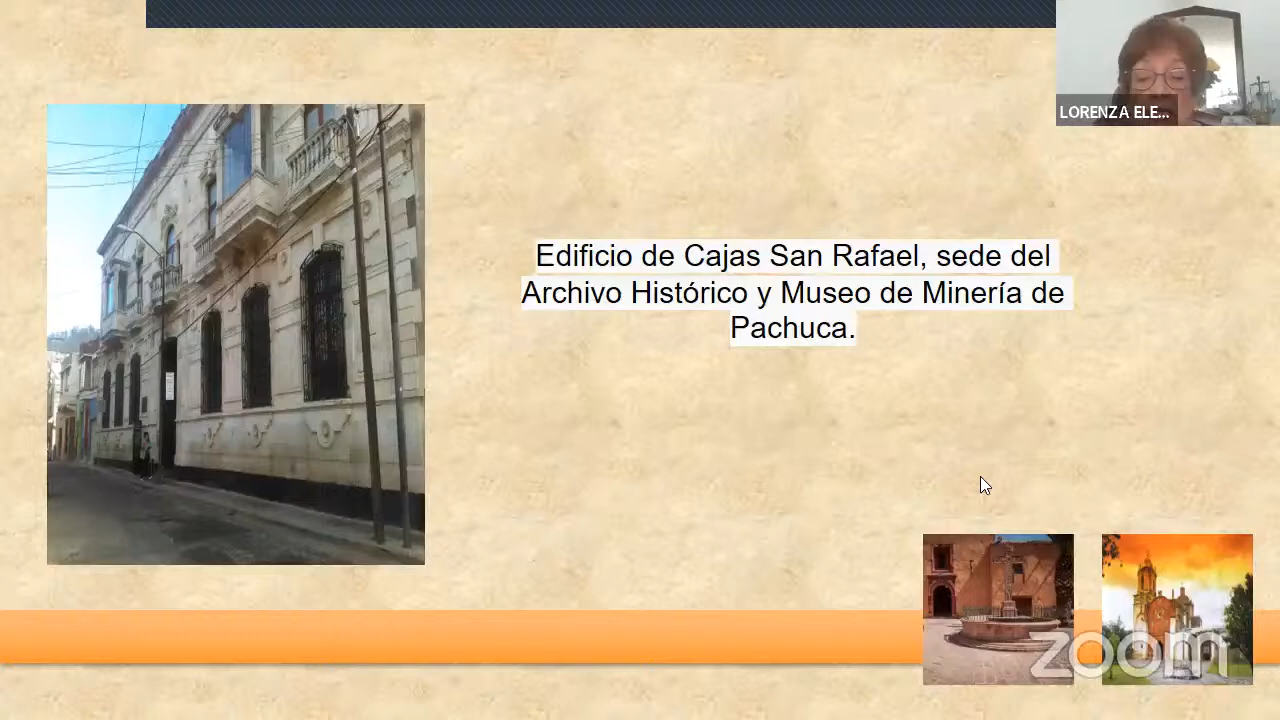 LORENZA ELE...
Edificio de Cajas San Rafael, sede del
Archivo Histórico y Museo de Minería de
Pachuca.
zoom